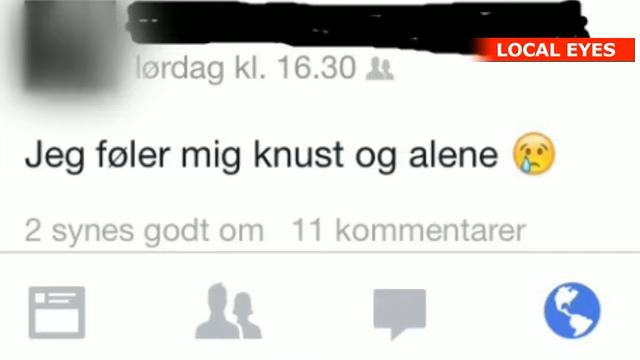 LOCAL EYES
lørdag kl. 16.30
Jeg føler mig knust og alene 😢
2 synes godt om 11 kommentarer